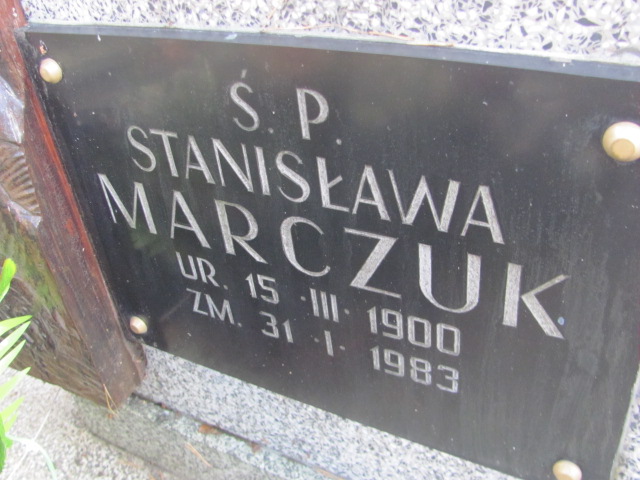 Ś. P.
STANISŁAWA
MARCZUK
UR. 15 ·III· 1900
ZM. 31 ·I· 1983